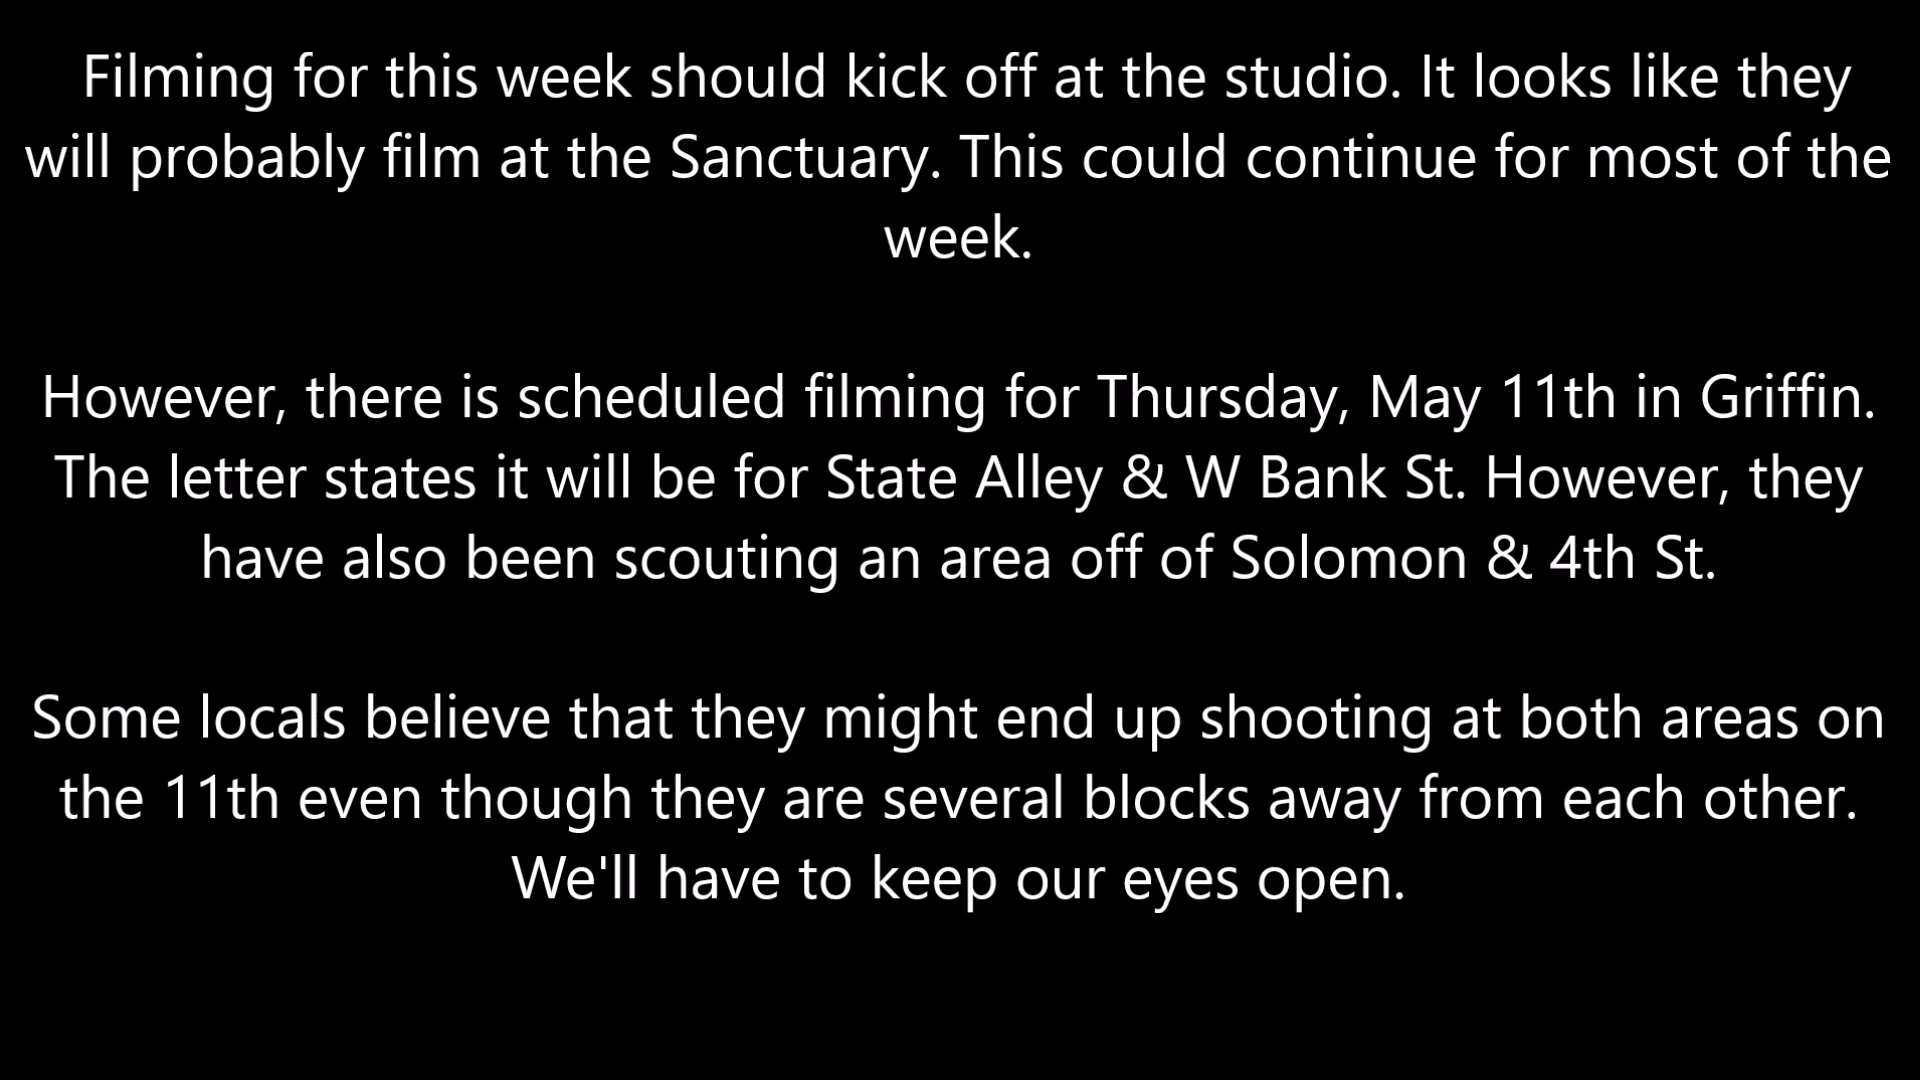 Filming for this week should kick off at the studio. It looks like they
will probably film at the Sanctuary. This could continue for most of the
week.
However, there is scheduled filming for Thursday, May 11th in Griffin.
The letter states it will be for State Alley & W Bank St. However, they
have also been scouting an area off of Solomon & 4th St.
Some locals believe that they might end up shooting at both areas on
the 11th even though they are several blocks away from each other.
We'll have to keep our eyes open.